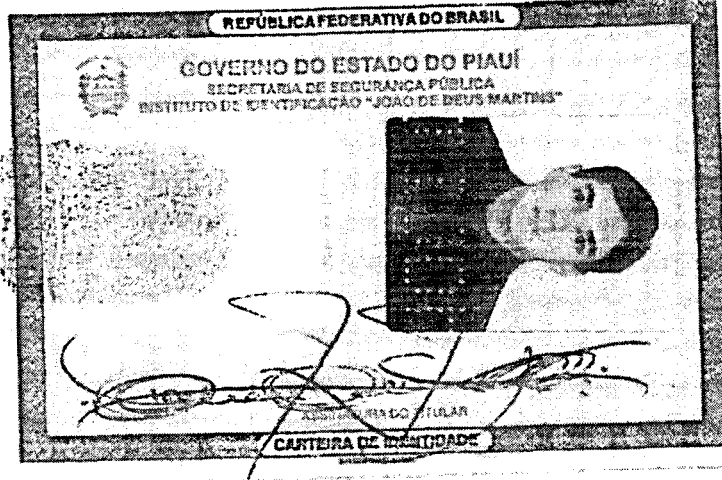 REPÚBLICA FEDERATIVA DO BRASIL
GOVERNO DO ESTADO DO PIAUÍ
SECRETARIA DE SEGURANÇA PÚBLICA
INSTITUTO DE IDENTIFICAÇÃO "JOÃO DE DEUS MARTINS"
ASSINATURA DO TITULAR
CARTEIRA DE IDENTIDADE